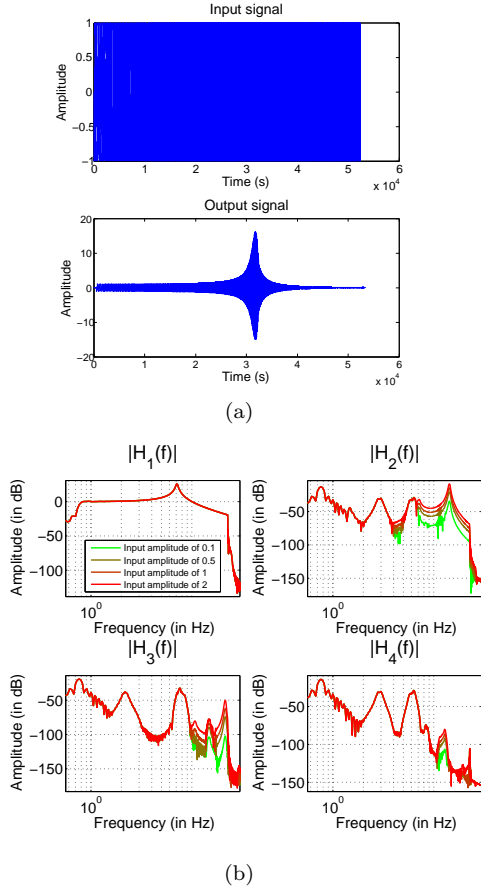 Input signal
Amplitude
1
0.5
0
−0.5
−1
0 1 2 3 4 5 6
Time (s)
x 10^4
Output signal
Amplitude
20
10
0
−10
−20
0 1 2 3 4 5 6
Time (s)
x 10^4
(a)
|H_1(f)|
Amplitude (in dB)
0
−50
−100
Input amplitude of 0.1
Input amplitude of 0.5
Input amplitude of 1
Input amplitude of 2
10^0
Frequency (in Hz)
|H_2(f)|
Amplitude (in dB)
0
−50
−100
−150
10^0
Frequency (in Hz)
|H_3(f)|
Amplitude (in dB)
−50
−100
−150
10^0
Frequency (in Hz)
|H_4(f)|
Amplitude (in dB)
−50
−100
−150
10^0
Frequency (in Hz)
(b)